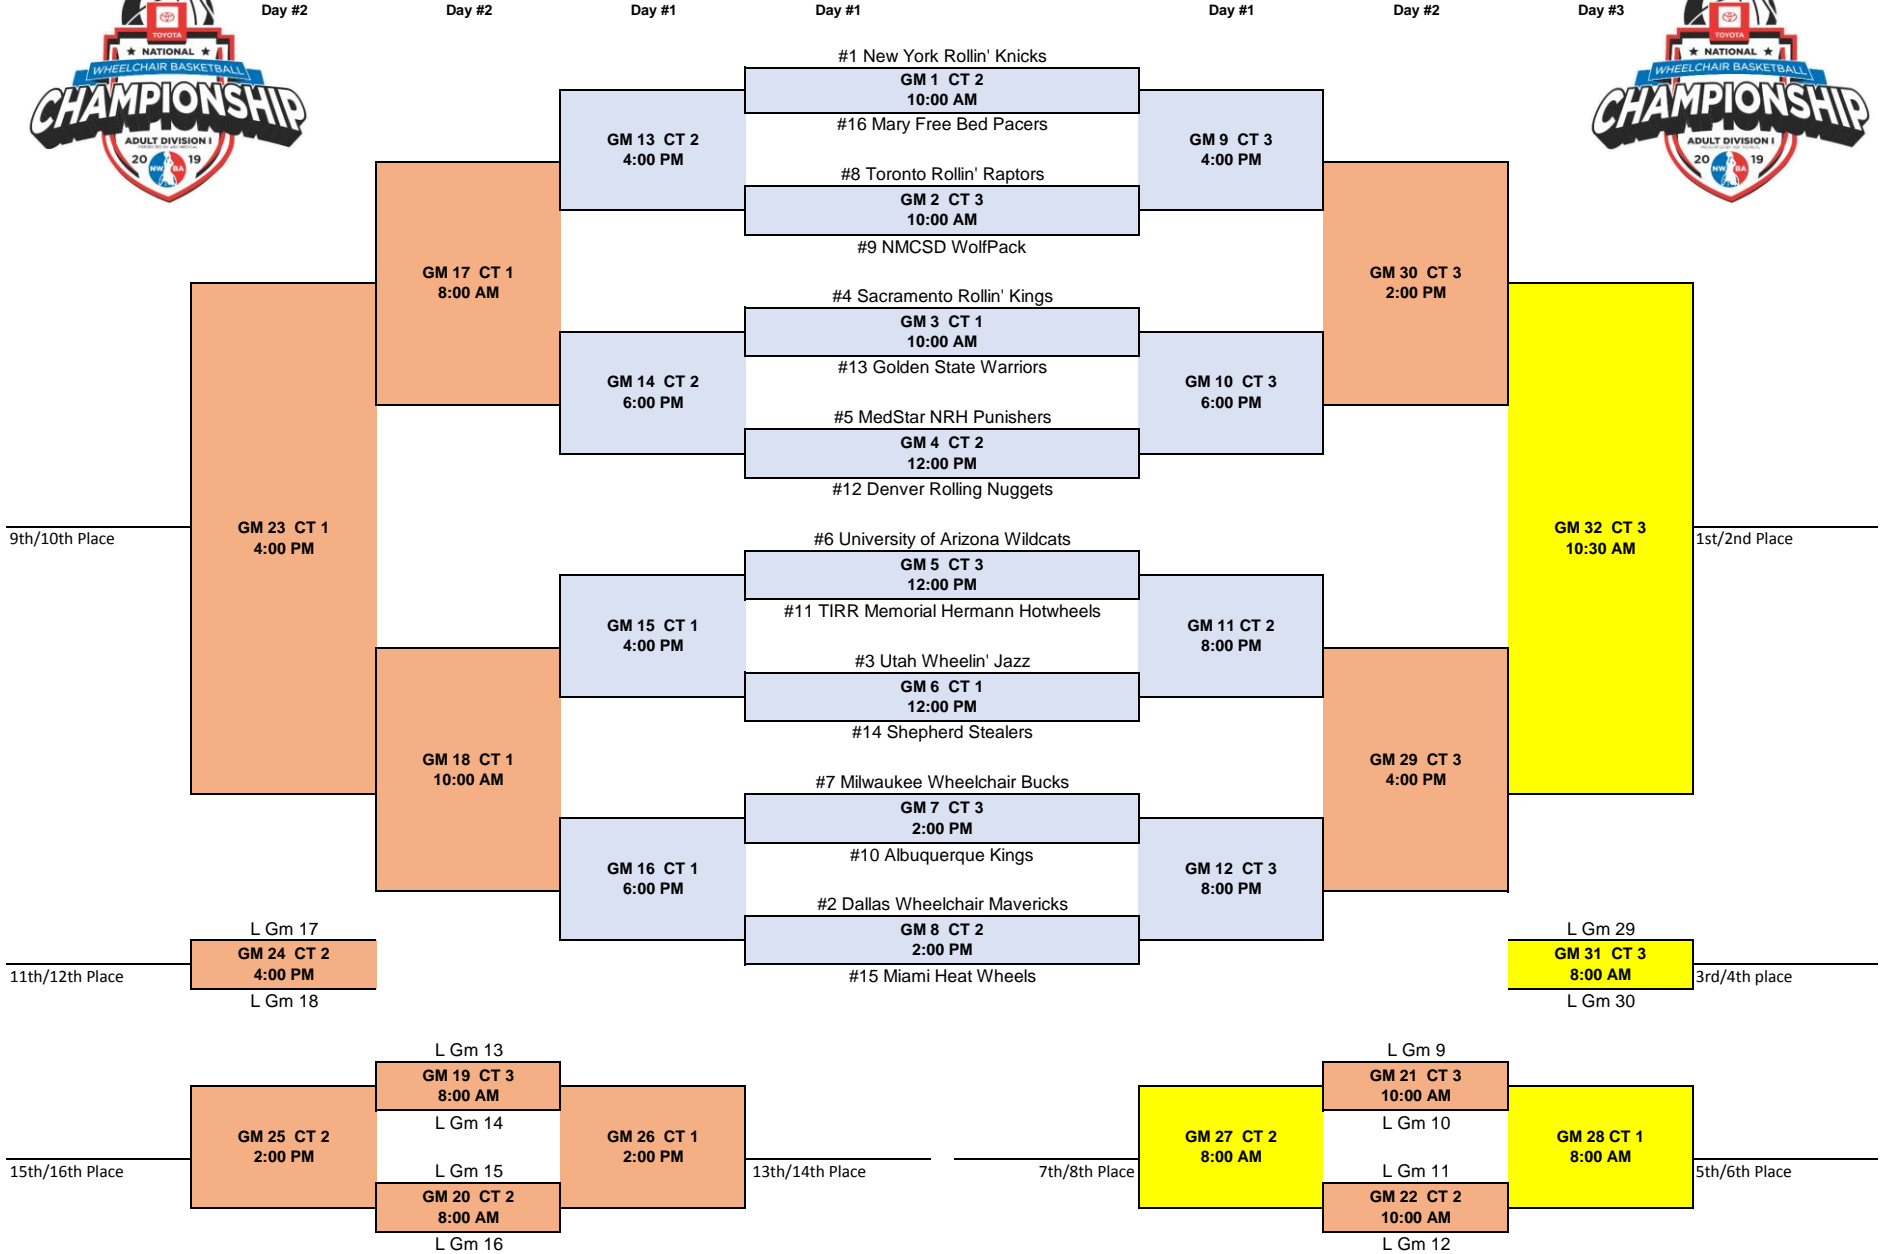 Day #2
Day #2
Day #1
Day #1
Day #1
Day #2
Day #3
TOYOTA
NATIONAL
WHEELCHAIR BASKETBALL
CHAMPIONSHIP
ADULT DIVISION I
20 19
NW BA
TOYOTA
NATIONAL
WHEELCHAIR BASKETBALL
CHAMPIONSHIP
ADULT DIVISION I
20 19
NW BA
#1 New York Rollin' Knicks
GM 1 CT 2
10:00 AM
#16 Mary Free Bed Pacers
GM 13 CT 2
4:00 PM
GM 9 CT 3
4:00 PM
#8 Toronto Rollin' Raptors
GM 2 CT 3
10:00 AM
#9 NMCSD WolfPack
GM 17 CT 1
8:00 AM
GM 30 CT 3
2:00 PM
#4 Sacramento Rollin' Kings
GM 3 CT 1
10:00 AM
#13 Golden State Warriors
GM 14 CT 2
6:00 PM
GM 10 CT 3
6:00 PM
#5 MedStar NRH Punishers
GM 4 CT 2
12:00 PM
#12 Denver Rolling Nuggets
9th/10th Place
GM 23 CT 1
4:00 PM
GM 32 CT 3
10:30 AM
1st/2nd Place
#6 University of Arizona Wildcats
GM 5 CT 3
12:00 PM
#11 TIRR Memorial Hermann Hotwheels
GM 15 CT 1
4:00 PM
GM 11 CT 2
8:00 PM
#3 Utah Wheelin' Jazz
GM 6 CT 1
12:00 PM
#14 Shepherd Stealers
GM 18 CT 1
10:00 AM
GM 29 CT 3
4:00 PM
#7 Milwaukee Wheelchair Bucks
GM 7 CT 3
2:00 PM
#10 Albuquerque Kings
GM 16 CT 1
6:00 PM
GM 12 CT 3
8:00 PM
#2 Dallas Wheelchair Mavericks
GM 8 CT 2
2:00 PM
#15 Miami Heat Wheels
L Gm 17
GM 24 CT 2
4:00 PM
L Gm 18
11th/12th Place
L Gm 29
GM 31 CT 3
8:00 AM
L Gm 30
3rd/4th place
L Gm 13
GM 19 CT 3
8:00 AM
L Gm 14
GM 25 CT 2
2:00 PM
15th/16th Place
GM 26 CT 1
2:00 PM
13th/14th Place
L Gm 15
GM 20 CT 2
8:00 AM
L Gm 16
L Gm 9
GM 21 CT 3
10:00 AM
L Gm 10
GM 27 CT 2
8:00 AM
7th/8th Place
GM 28 CT 1
8:00 AM
5th/6th Place
L Gm 11
GM 22 CT 2
10:00 AM
L Gm 12